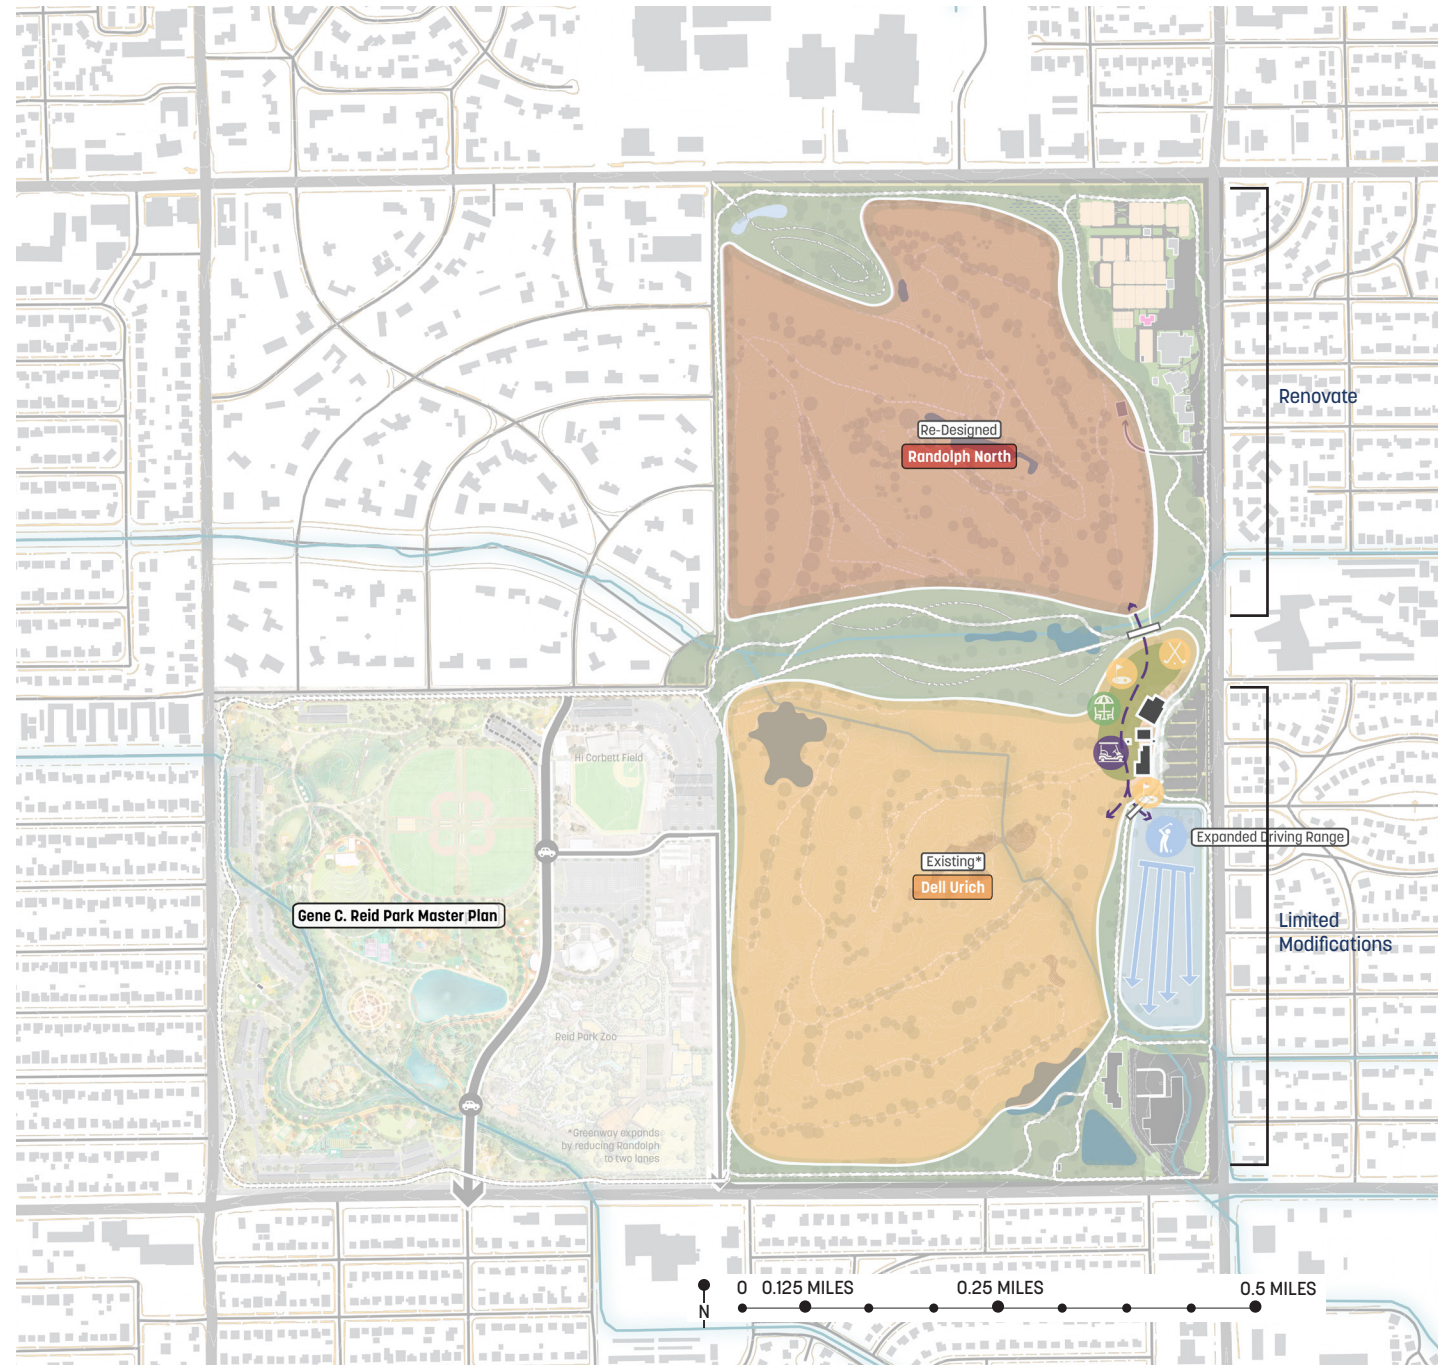 Renovate
Re-Designed
Randolph North
Hi Corbett Field
Expanded Driving Range
Existing*
Dell Urich
Gene C. Reid Park Master Plan
Limited
Modifications
Reid Park Zoo
*Greenway expands
by reducing Randolph
to two lanes
0 0.125 MILES 0.25 MILES 0.5 MILES
N